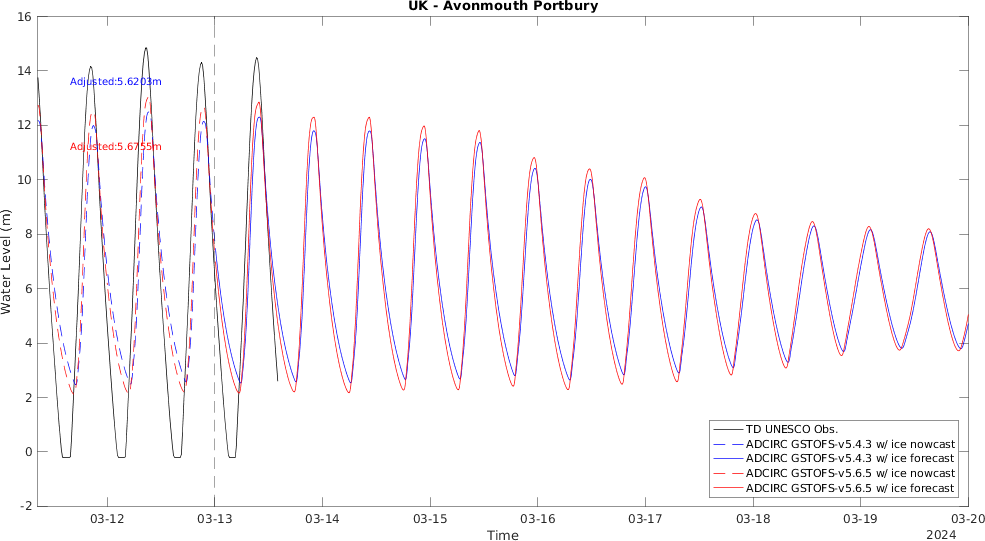 UK - Avonmouth Portbury
16
14
12
10
8
6
4
2
0
-2
Water Level (m)
Adjusted:5.6203m
Adjusted:5.6755m
TD UNESCO Obs.
ADCIRC GSTOFS-v5.4.3 w/ ice nowcast
ADCIRC GSTOFS-v5.4.3 w/ ice forecast
ADCIRC GSTOFS-v5.6.5 w/ ice nowcast
ADCIRC GSTOFS-v5.6.5 w/ ice forecast
03-12 03-13 03-14 03-15 03-16 03-17 03-18 03-19 03-20
Time
2024